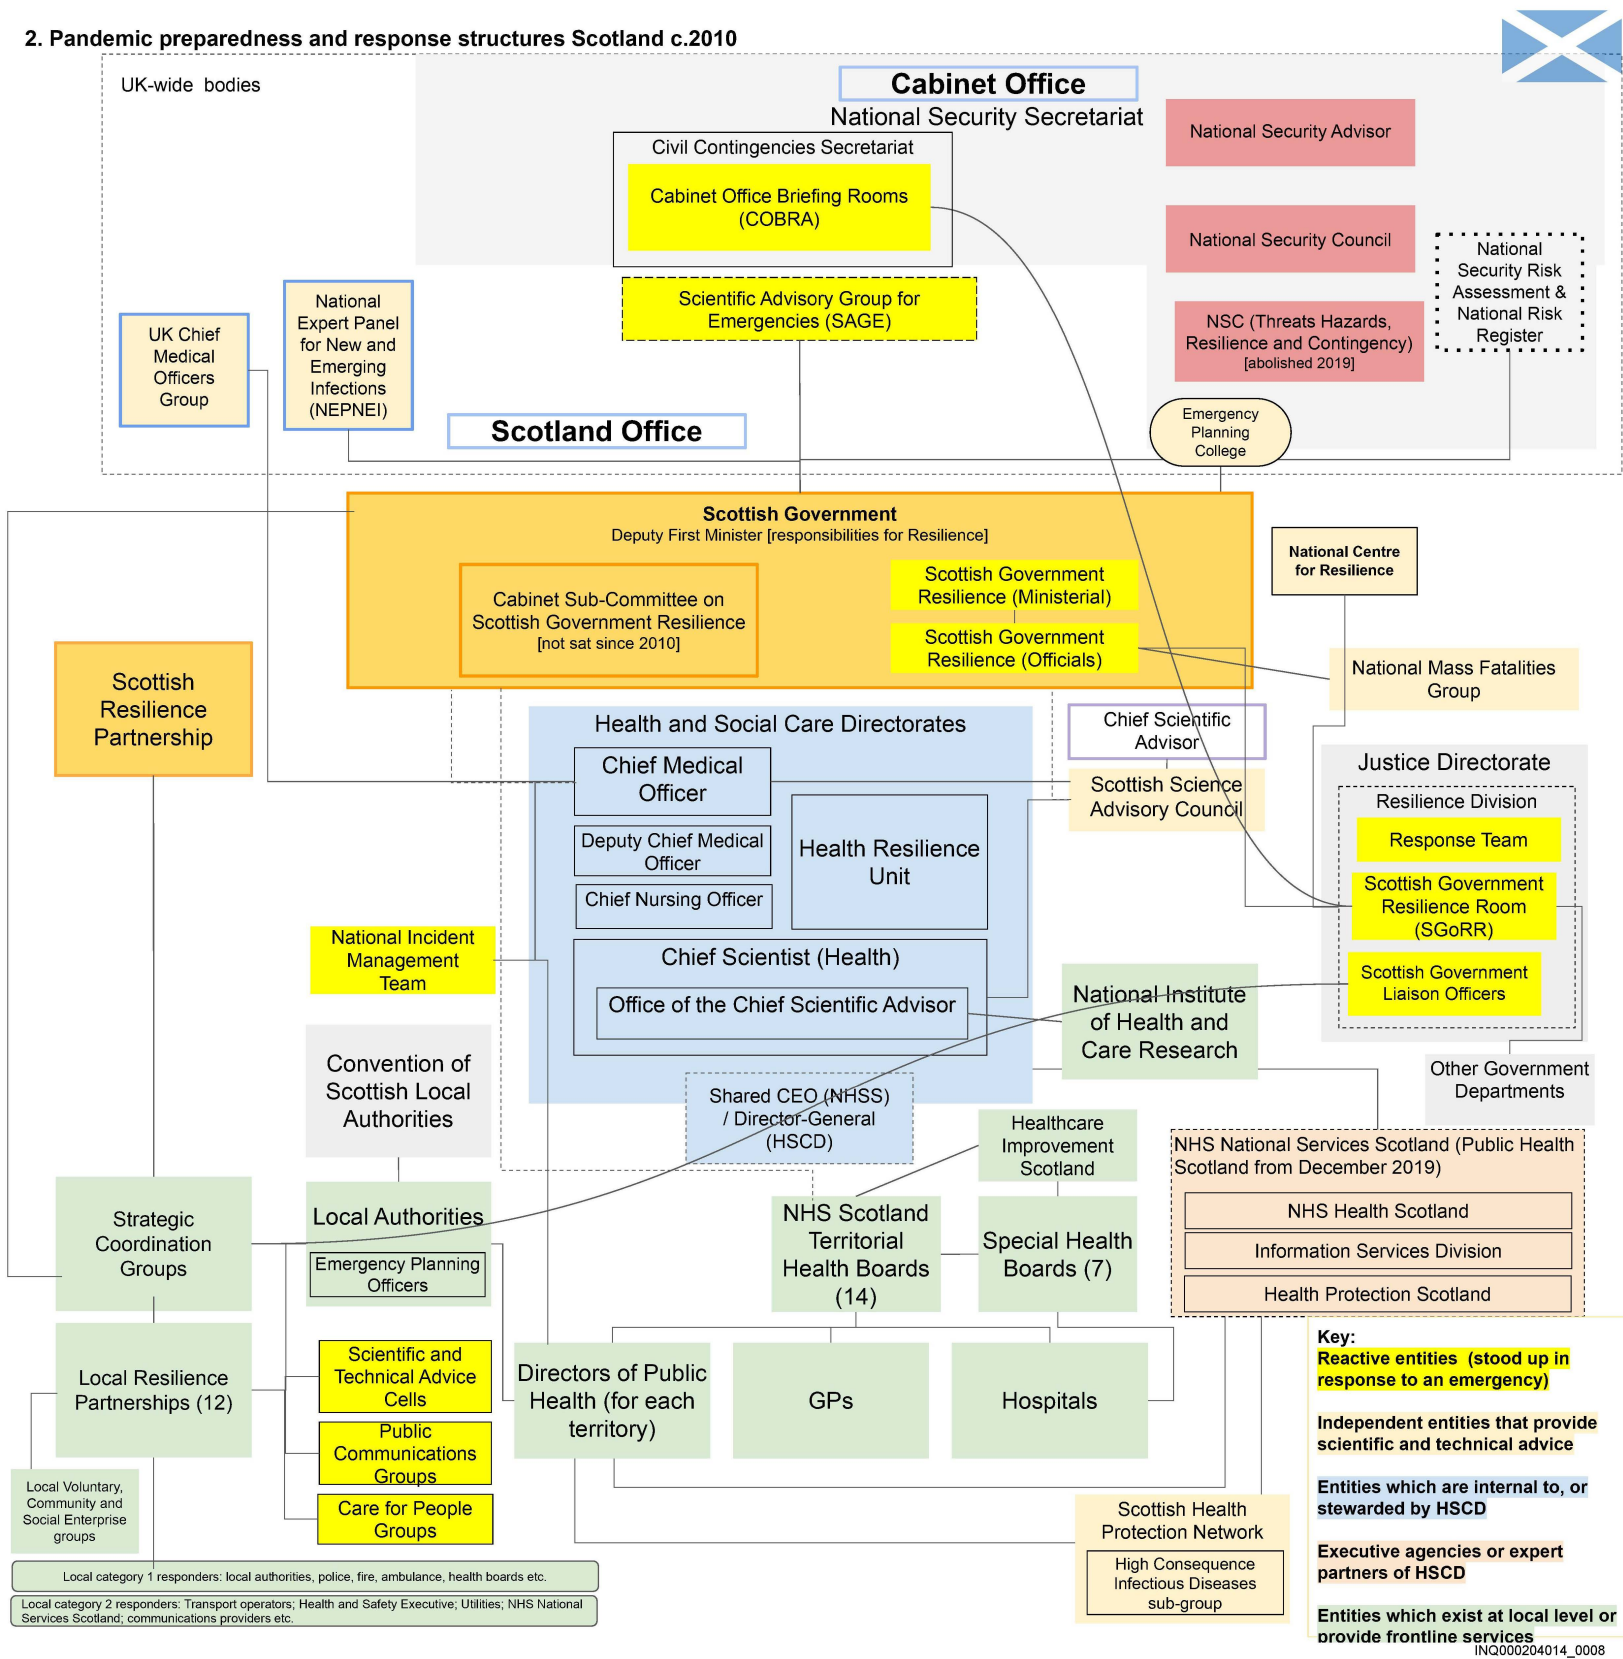 2. Pandemic preparedness and response structures Scotland c.2010
UK-wide bodies
Cabinet Office
National Security Secretariat
Civil Contingencies Secretariat
Cabinet Office Briefing Rooms
(COBRA)
National Security Advisor
National Security Council
National
Security Risk
Assessment &
National Risk
Register
NSC (Threats Hazards,
Resilience and Contingency)
[abolished 2019]
Scientific Advisory Group for
Emergencies (SAGE)
National
Expert Panel
for New and
Emerging
Infections
(NEPNEI)
UK Chief
Medical
Officers
Group
Scotland Office
Emergency
Planning
College
Scottish Government
Deputy First Minister [responsibilities for Resilience]
Cabinet Sub-Committee on
Scottish Government Resilience
[not sat since 2010]
Scottish Government
Resilience (Ministerial)
Scottish Government
Resilience (Officials)
National Centre
for Resilience
National Mass Fatalities
Group
Scottish
Resilience
Partnership
Health and Social Care Directorates
Chief Medical
Officer
Deputy Chief Medical
Officer
Chief Nursing Officer
Health Resilience
Unit
Chief Scientist (Health)
Office of the Chief Scientific Advisor
Shared CEO (NHSS)
/ Director-General
(HSCD)
Chief Scientific
Advisor
Scottish Science
Advisory Council
Justice Directorate
Resilience Division
Response Team
Scottish Government
Resilience Room
(SGoRR)
Scottish Government
Liaison Officers
Other Government
Departments
National Incident
Management
Team
National Institute
of Health and
Care Research
Convention of
Scottish Local
Authorities
Healthcare
Improvement
Scotland
NHS National Services Scotland (Public Health
Scotland from December 2019)
NHS Health Scotland
Information Services Division
Health Protection Scotland
Strategic
Coordination
Groups
Local Authorities
Emergency Planning
Officers
NHS Scotland
Territorial
Health Boards
(14)
Special Health
Boards (7)
Local Resilience
Partnerships (12)
Scientific and
Technical Advice
Cells
Public
Communications
Groups
Care for People
Groups
Directors of Public
Health (for each
territory)
GPs
Hospitals
Local Voluntary,
Community and
Social Enterprise
groups
Scottish Health
Protection Network
High Consequence
Infectious Diseases
sub-group
Local category 1 responders: local authorities, police, fire, ambulance, health boards etc.
Local category 2 responders: Transport operators; Health and Safety Executive; Utilities; NHS National
Services Scotland; communications providers etc.
Key:
Reactive entities (stood up in
response to an emergency)
Independent entities that provide
scientific and technical advice
Entities which are internal to, or
stewarded by HSCD
Executive agencies or expert
partners of HSCD
Entities which exist at local level or
provide frontline services
INQ000204014_0008